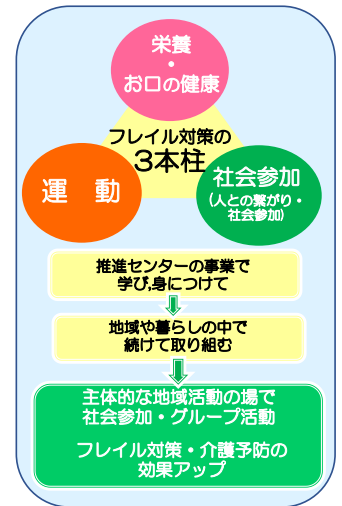 栄養
・
お口の健康
フレイル対策の
3本柱
運　動
社会参加
(人との繋がり・
社会参加)
推進センターの事業で
学び,身につけて
地域や暮らしの中で
続けて取り組む
主体的な地域活動の場で
社会参加・グループ活動
フレイル対策・介護予防の
効果アップ